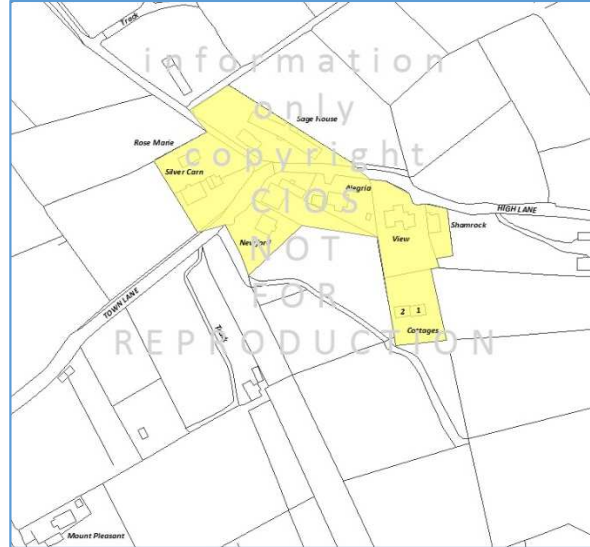 Track
information
only
Sage House
Rose Marie
copyright
Silver Carn
Alegria
CIOS
HIGH LANE
Shamrock
View
NOT
FOR
TOWN LANE
2 1
Track
REPRODUCTION
Cottages
Mount Pleasant